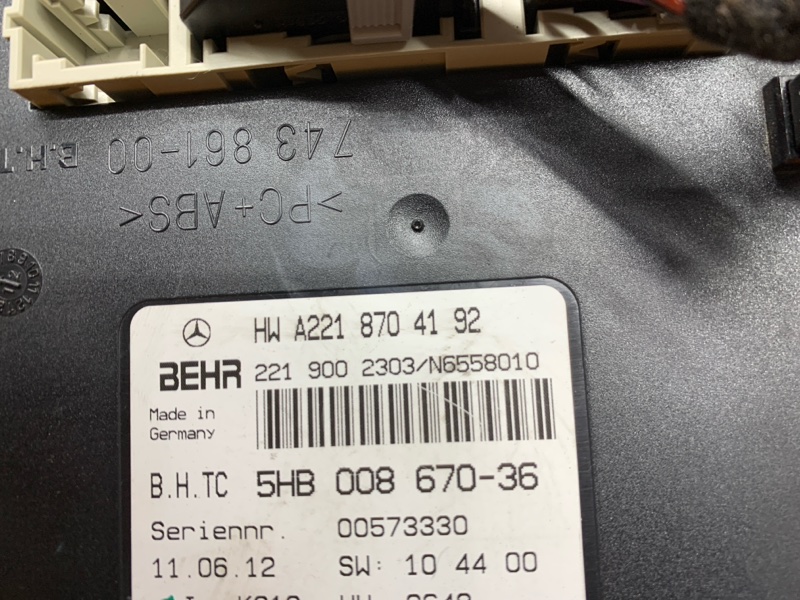 743 861-00 B.H.T
>PC+ABS<
HW A221 870 41 92
BEHR 221 900 2303/N6558010
Made in
Germany
B.H.TC 5HB 008 670-36
Seriennr. 00573330
11.06.12 SW: 10 44 00